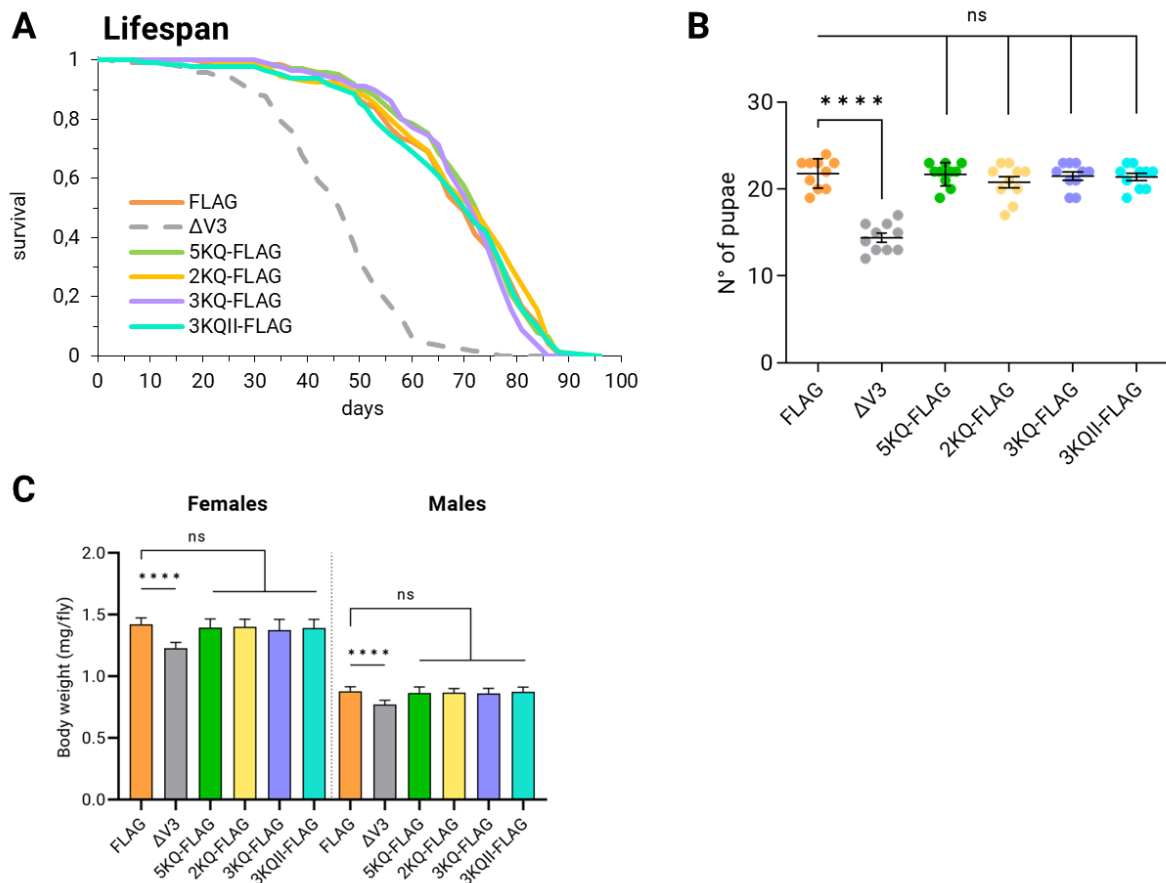 A
Lifespan
1
0,8
0,6
0,4
0,2
0
survival
0 10 20 30 40 50 60 70 80 90 100
days
FLAG
ΔV3
5KQ-FLAG
2KQ-FLAG
3KQ-FLAG
3KQII-FLAG
B
ns
****
30
20
10
0
N° of pupae
FLAG
ΔV3
5KQ-FLAG
2KQ-FLAG
3KQ-FLAG
3KQII-FLAG
C
Females
Males
ns
****
ns
****
2.0
1.5
1.0
0.5
0.0
Body weight (mg/fly)
FLAG
ΔV3
5KQ-FLAG
2KQ-FLAG
3KQ-FLAG
3KQII-FLAG
FLAG
ΔV3
5KQ-FLAG
2KQ-FLAG
3KQ-FLAG
3KQII-FLAG